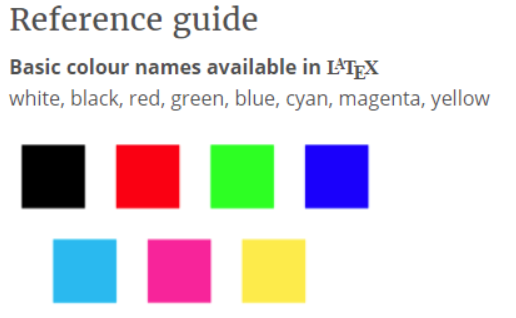 Reference guide
Basic colour names available in LATEX
white, black, red, green, blue, cyan, magenta, yellow